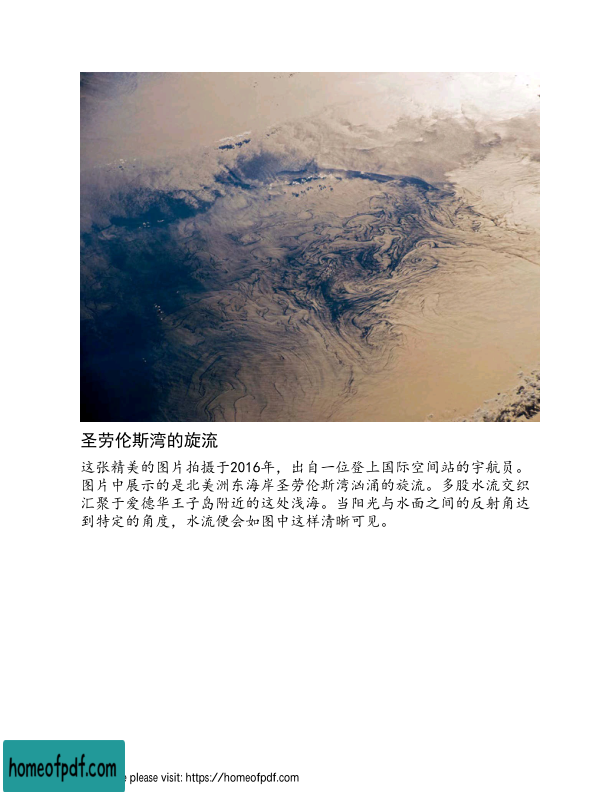 圣劳伦斯湾的旋流
这张精美的图片拍摄于2016年，出自一位登上国际空间站的宇航员。
图片中展示的是北美洲东海岸圣劳伦斯湾汹涌的旋流。多股水流交织
汇聚于爱德华王子岛附近的这处浅海。当阳光与水面之间的反射角达
到特定的角度，水流便会如图中这样清晰可见。
homeofpdf.com
e please visit: https://homeofpdf.com